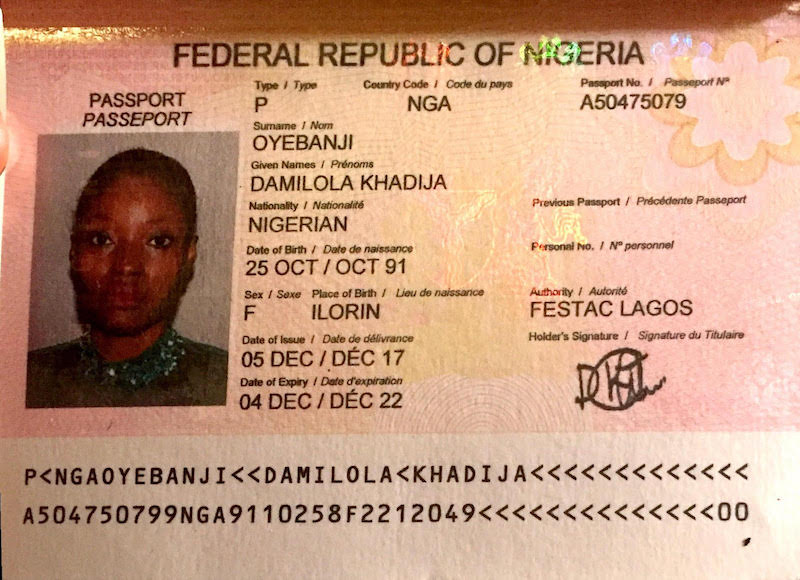 FEDERAL REPUBLIC OF NIGERIA
PASSPORT
PASSEPORT
Type / Type Country Code / Code du pays Passport No. / Passeport N°
P NGA A50475079
Surname / Nom
OYEBANJI
Given Names / Prénoms
DAMILOLA KHADIJA
Nationality / Nationalité Previous Passport / Précédente Passeport
NIGERIAN
Date of Birth / Date de naissance Personal No. / N° personnel
25 OCT / OCT 91
Sex / Sexe Place of Birth / Lieu de naissance Authority / Autorité
F ILORIN FESTAC LAGOS
Date of Issue / Date de délivrance Holder's Signature / Signature du Titulaire
05 DEC / DÉC 17
Date of Expiry / Date d'expiration
04 DEC / DÉC 22
P<NGAOYEBANJI<<DAMILOLA<KHADIJA<<<<<<<<<<<<<
A504750799NGA9110258F2212049<<<<<<<<<<<<<<00